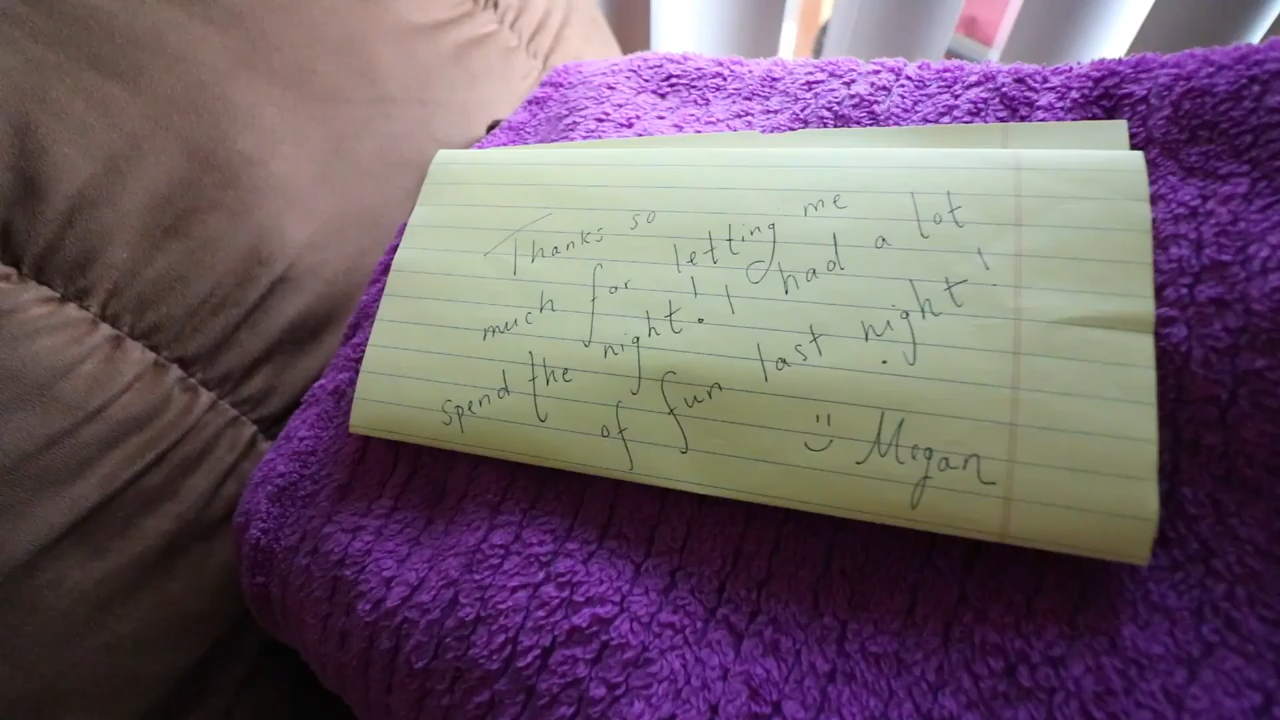 Thanks so
much for letting me
spend the night! I had a lot
of fun last night!
:) Megan